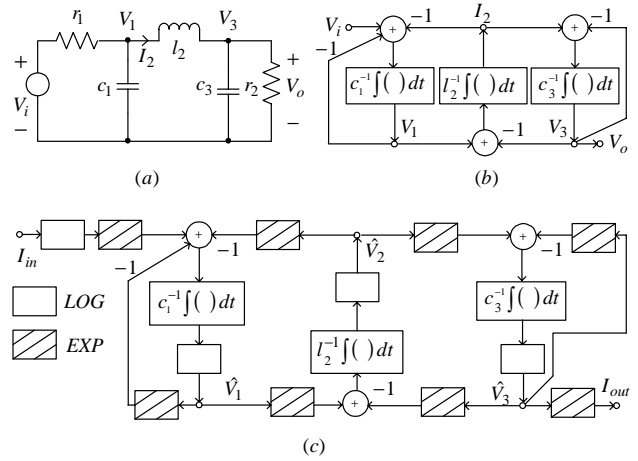 r₁ V₁ l₂ V₃
I₂
+ Vᵢ − c₁ c₃ r₂ + Vₒ −
(a)
Vᵢ + −1 I₂ + −1
−1
c₁⁻¹∫( )dt l₂⁻¹∫( )dt c₃⁻¹∫( )dt
V₁ + −1 V₃ Vₒ
(b)
I_in + −1 V̂₂ + −1
−1
LOG
EXP
c₁⁻¹∫( )dt l₂⁻¹∫( )dt c₃⁻¹∫( )dt
V̂₁ + −1 V̂₃ I_out
(c)